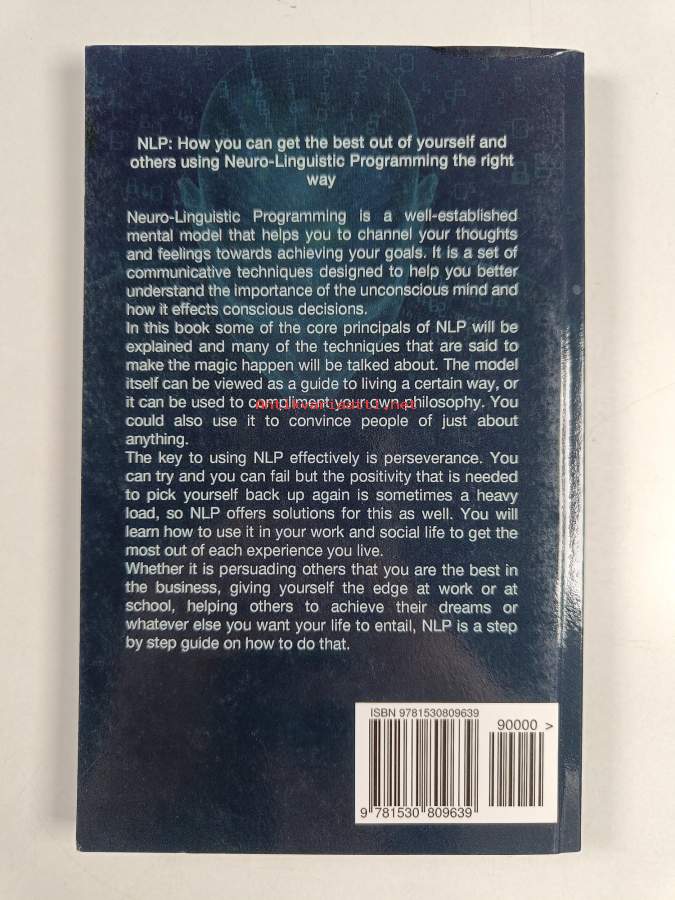 NLP: How you can get the best out of yourself and
others using Neuro-Linguistic Programming the right
way
Neuro-Linguistic Programming is a well-established
mental model that helps you to channel your thoughts
and feelings towards achieving your goals. It is a set of
communicative techniques designed to help you better
understand the importance of the unconscious mind and
how it effects conscious decisions.
In this book some of the core principals of NLP will be
explained and many of the techniques that are said to
make the magic happen will be talked about. The model
itself can be viewed as a guide to living a certain way, or
it can be used to compliment your own philosophy. You
Antikvariaatti.net
could also use it to convince people of just about
anything.
The key to using NLP effectively is perseverance. You
can try and you can fail but the positivity that is needed
to pick yourself back up again is sometimes a heavy
load, so NLP offers solutions for this as well. You will
learn how to use it in your work and social life to get the
most out of each experience you live.
Whether it is persuading others that you are the best in
the business, giving yourself the edge at work or at
school, helping others to achieve their dreams or
whatever else you want your life to entail, NLP is a step
by step guide on how to do that.
ISBN 9781530809639
90000 >
9 781530 809639